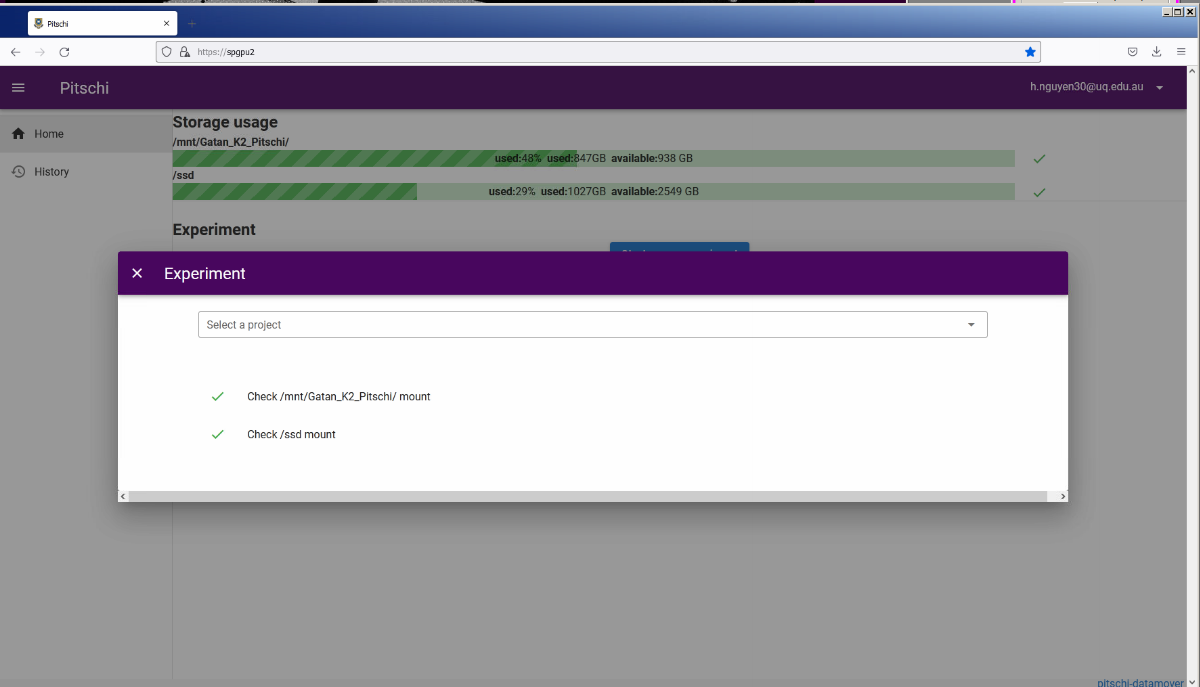 Pitschi
https://spgpu2
Pitschi
h.nguyen30@uq.edu.au
Home
History
Storage usage
/mnt/Gatan_K2_Pitschi/
used:48% used:847GB available:938 GB
/ssd
used:29% used:1027GB available:2549 GB
Experiment
Experiment
Select a project
Check /mnt/Gatan_K2_Pitschi/ mount
Check /ssd mount
pitschi-datamover